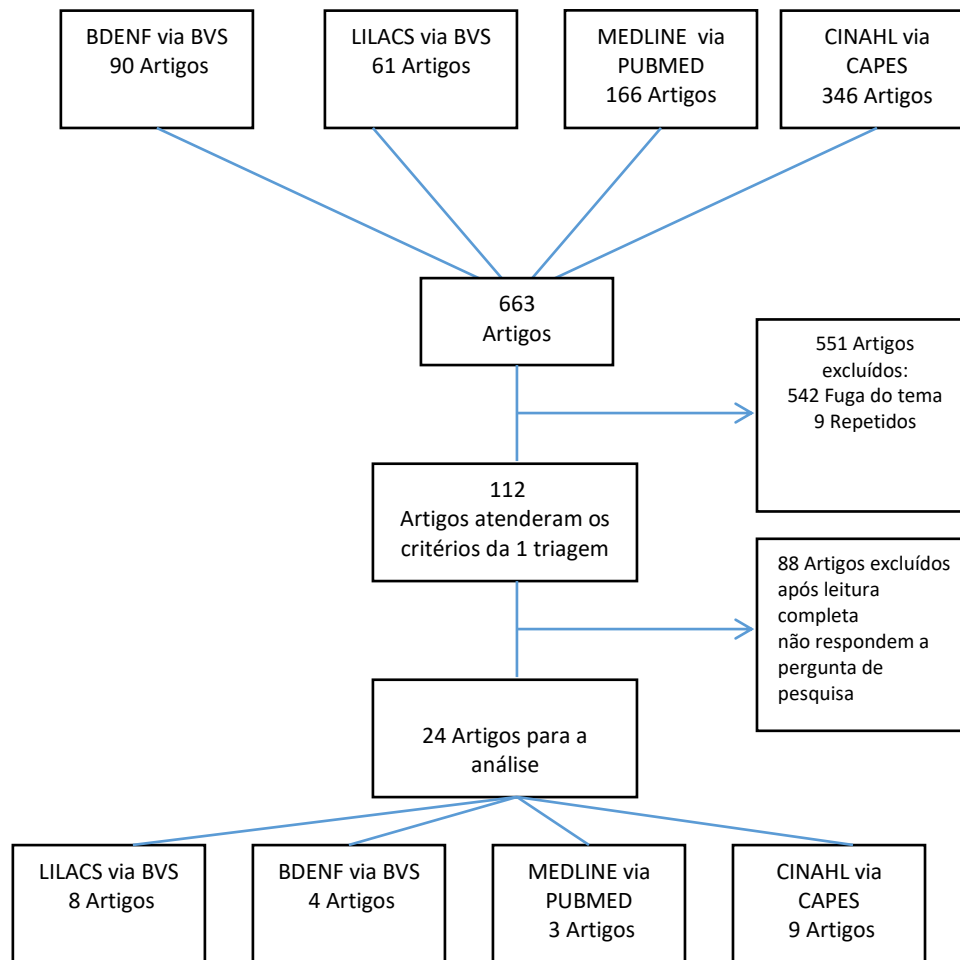 BDENF via BVS
90 Artigos
LILACS via BVS
61 Artigos
MEDLINE via
PUBMED
166 Artigos
CINAHL via
CAPES
346 Artigos
663
Artigos
551 Artigos
excluídos:
542 Fuga do tema
9 Repetidos
112
Artigos atenderam os
critérios da 1 triagem
88 Artigos excluídos
após leitura
completa
não respondem a
pergunta de
pesquisa
24 Artigos para a
análise
LILACS via BVS
8 Artigos
BDENF via BVS
4 Artigos
MEDLINE via
PUBMED
3 Artigos
CINAHL via
CAPES
9 Artigos